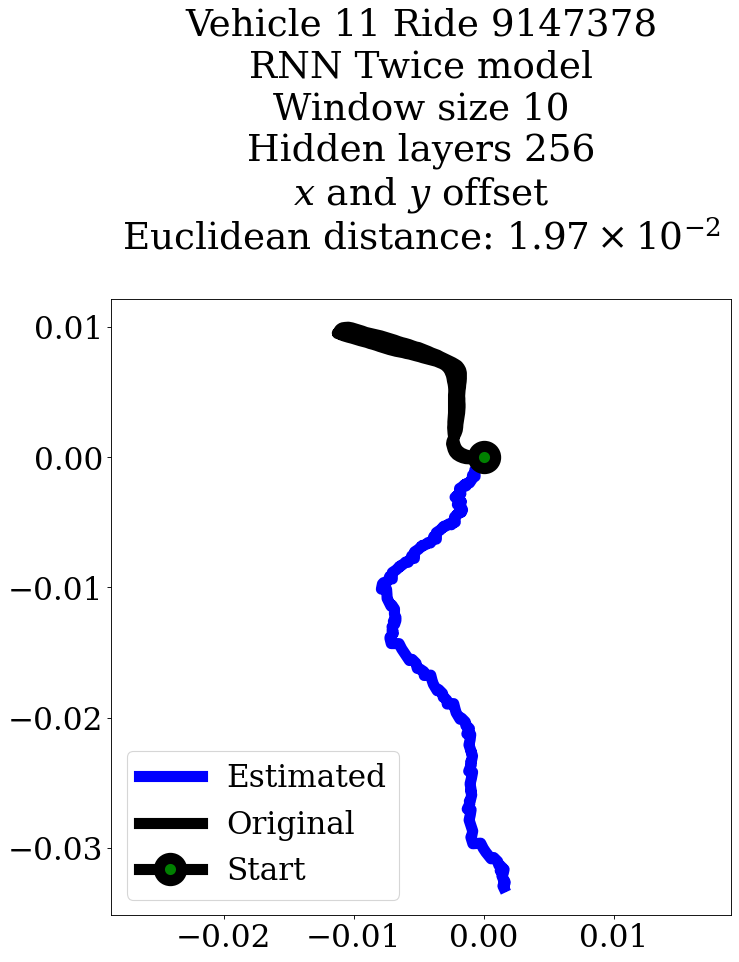 Vehicle 11 Ride 9147378
RNN Twice model
Window size 10
Hidden layers 256
x and y offset
Euclidean distance: 1.97 × 10⁻²
0.01
0.00
−0.01
−0.02
−0.03
Estimated
Original
Start
−0.02 −0.01 0.00 0.01